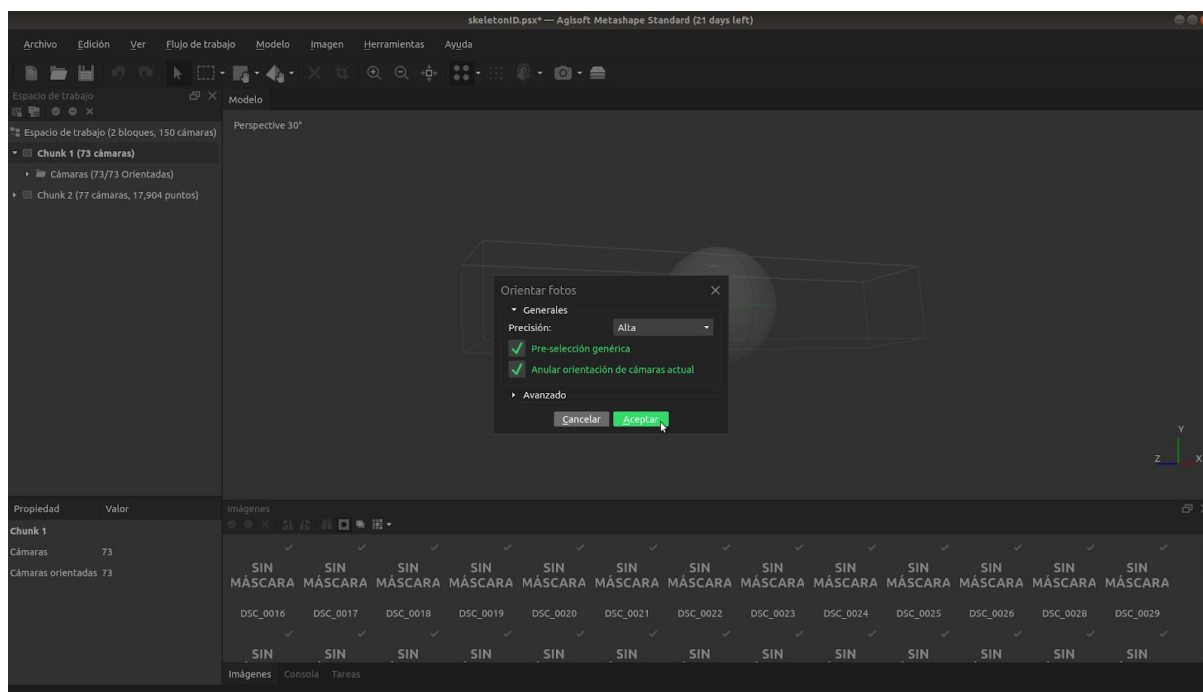 skeletonID.psx* — Agisoft Metashape Standard (21 days left)
Archivo Edición Ver Flujo de trabajo Modelo Imagen Herramientas Ayuda
Espacio de trabajo
Espacio de trabajo (2 bloques, 150 cámaras)
Chunk 1 (73 cámaras)
Cámaras (73/73 Orientadas)
Chunk 2 (77 cámaras, 17,904 puntos)
Modelo
Perspective 30°
Orientar fotos
Generales
Precisión: Alta
Pre-selección genérica
Anular orientación de cámaras actual
Avanzado
Cancelar Aceptar
Y
Z X
Propiedad Valor
Chunk 1
Cámaras 73
Cámaras orientadas 73
Imágenes
SIN SIN SIN SIN SIN SIN SIN SIN SIN SIN SIN SIN SIN
MÁSCARA MÁSCARA MÁSCARA MÁSCARA MÁSCARA MÁSCARA MÁSCARA MÁSCARA MÁSCARA MÁSCARA MÁSCARA MÁSCARA MÁSCARA
DSC_0016 DSC_0017 DSC_0018 DSC_0019 DSC_0020 DSC_0021 DSC_0022 DSC_0023 DSC_0024 DSC_0025 DSC_0026 DSC_0028 DSC_0029
SIN SIN SIN SIN SIN SIN SIN SIN SIN SIN SIN SIN SIN
Imágenes Consola Tareas